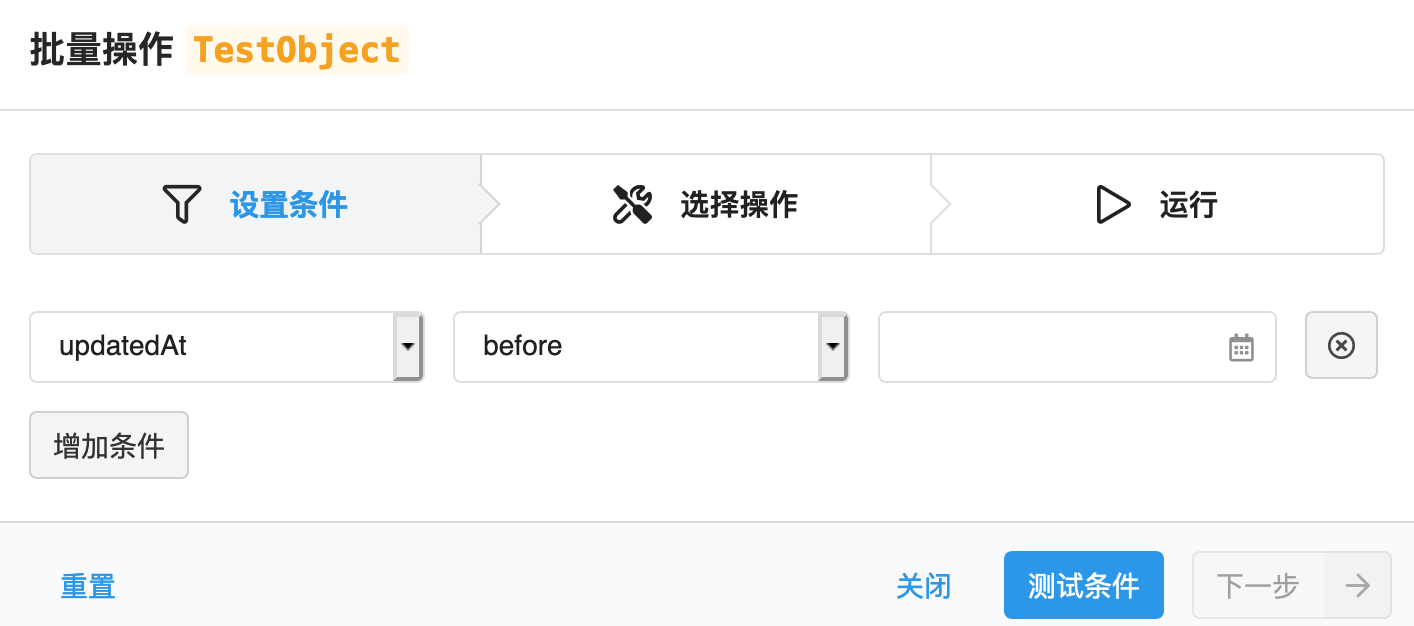 批量操作 TestObject
设置条件
选择操作
运行
updatedAt
before
增加条件
重置
关闭
测试条件
下一步